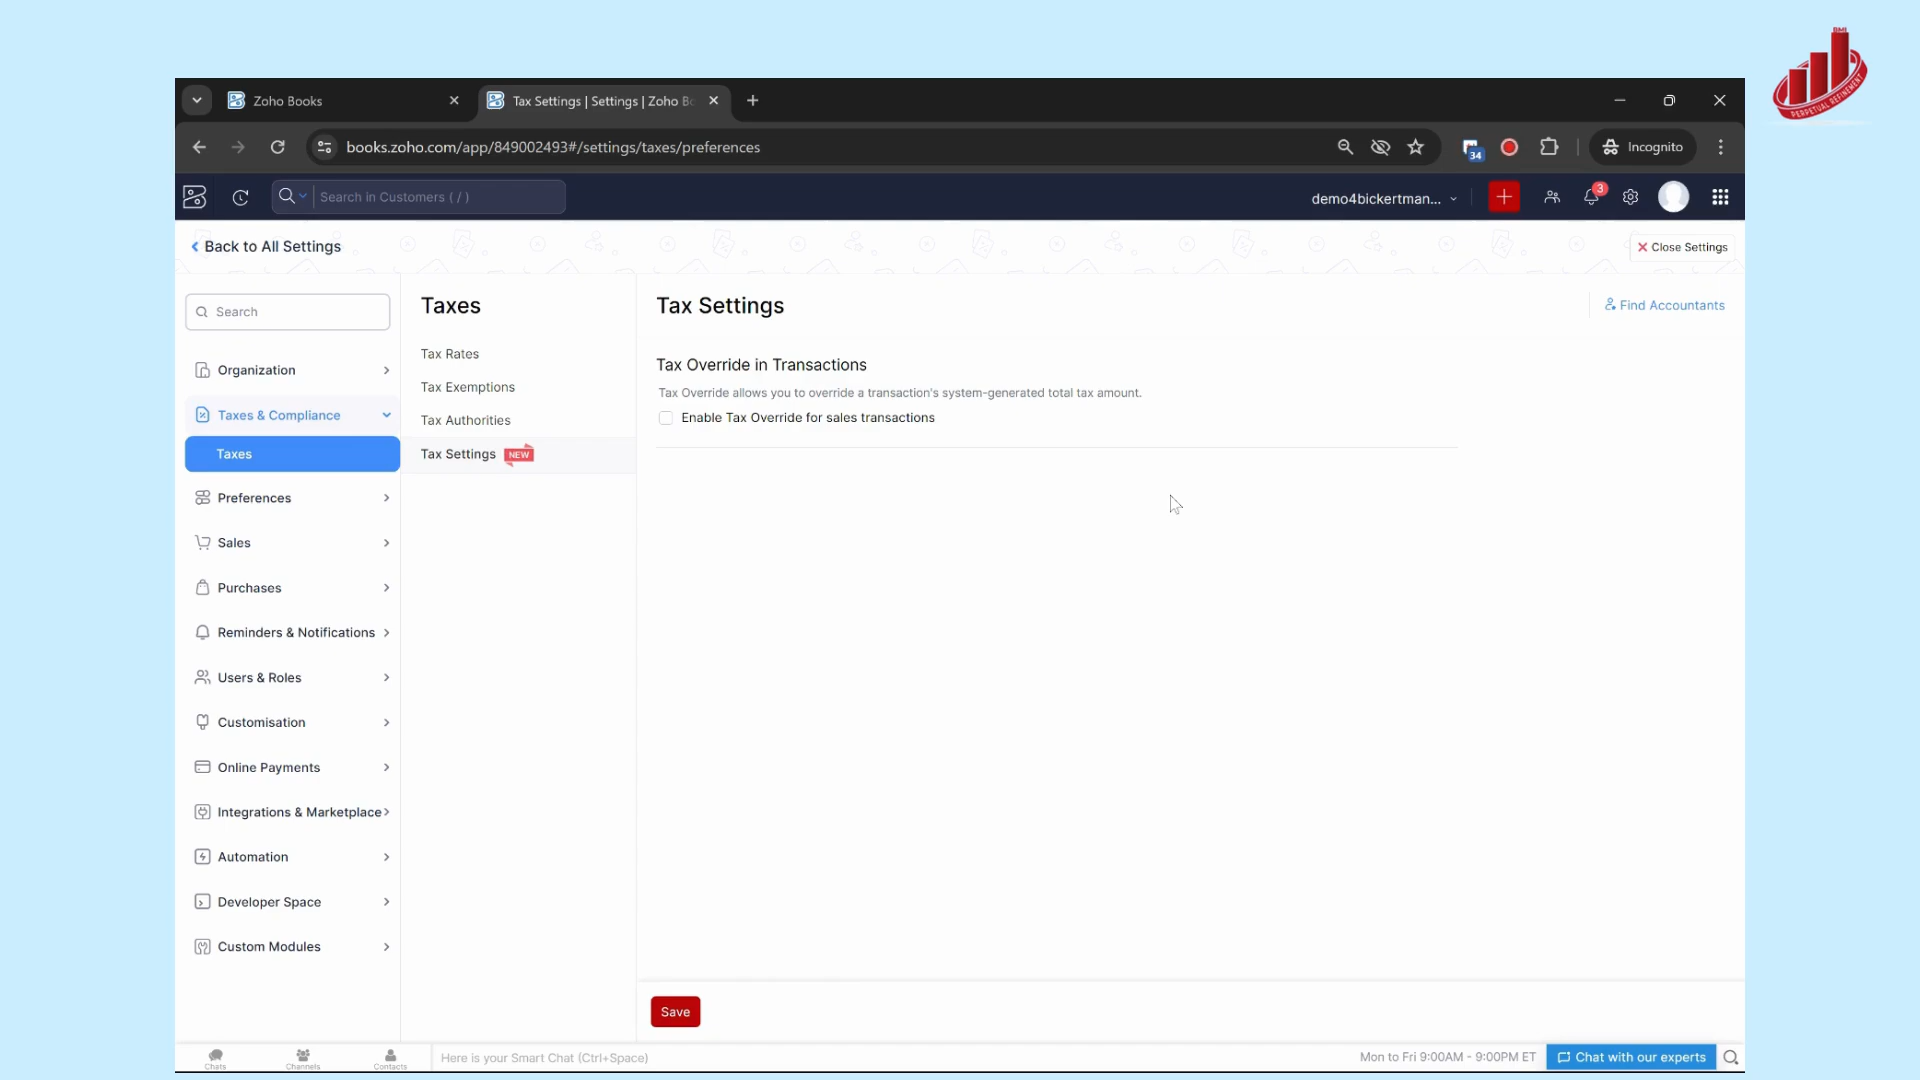 BMI
PERPETUAL REFINEMENT
Zoho Books
Tax Settings | Settings | Zoho Bo
books.zoho.com/app/849002493#/settings/taxes/preferences
34
Incognito
Search in Customers ( / )
demo4bickertman...
3
Back to All Settings
Close Settings
Search
Organization
Taxes & Compliance
Taxes
Preferences
Sales
Purchases
Reminders & Notifications
Users & Roles
Customisation
Online Payments
Integrations & Marketplace
Automation
Developer Space
Custom Modules
Taxes
Tax Rates
Tax Exemptions
Tax Authorities
Tax Settings NEW
Tax Settings
Find Accountants
Tax Override in Transactions
Tax Override allows you to override a transaction's system-generated total tax amount.
Enable Tax Override for sales transactions
Save
Chats
Channels
Contacts
Here is your Smart Chat (Ctrl+Space)
Mon to Fri 9:00AM - 9:00PM ET
Chat with our experts